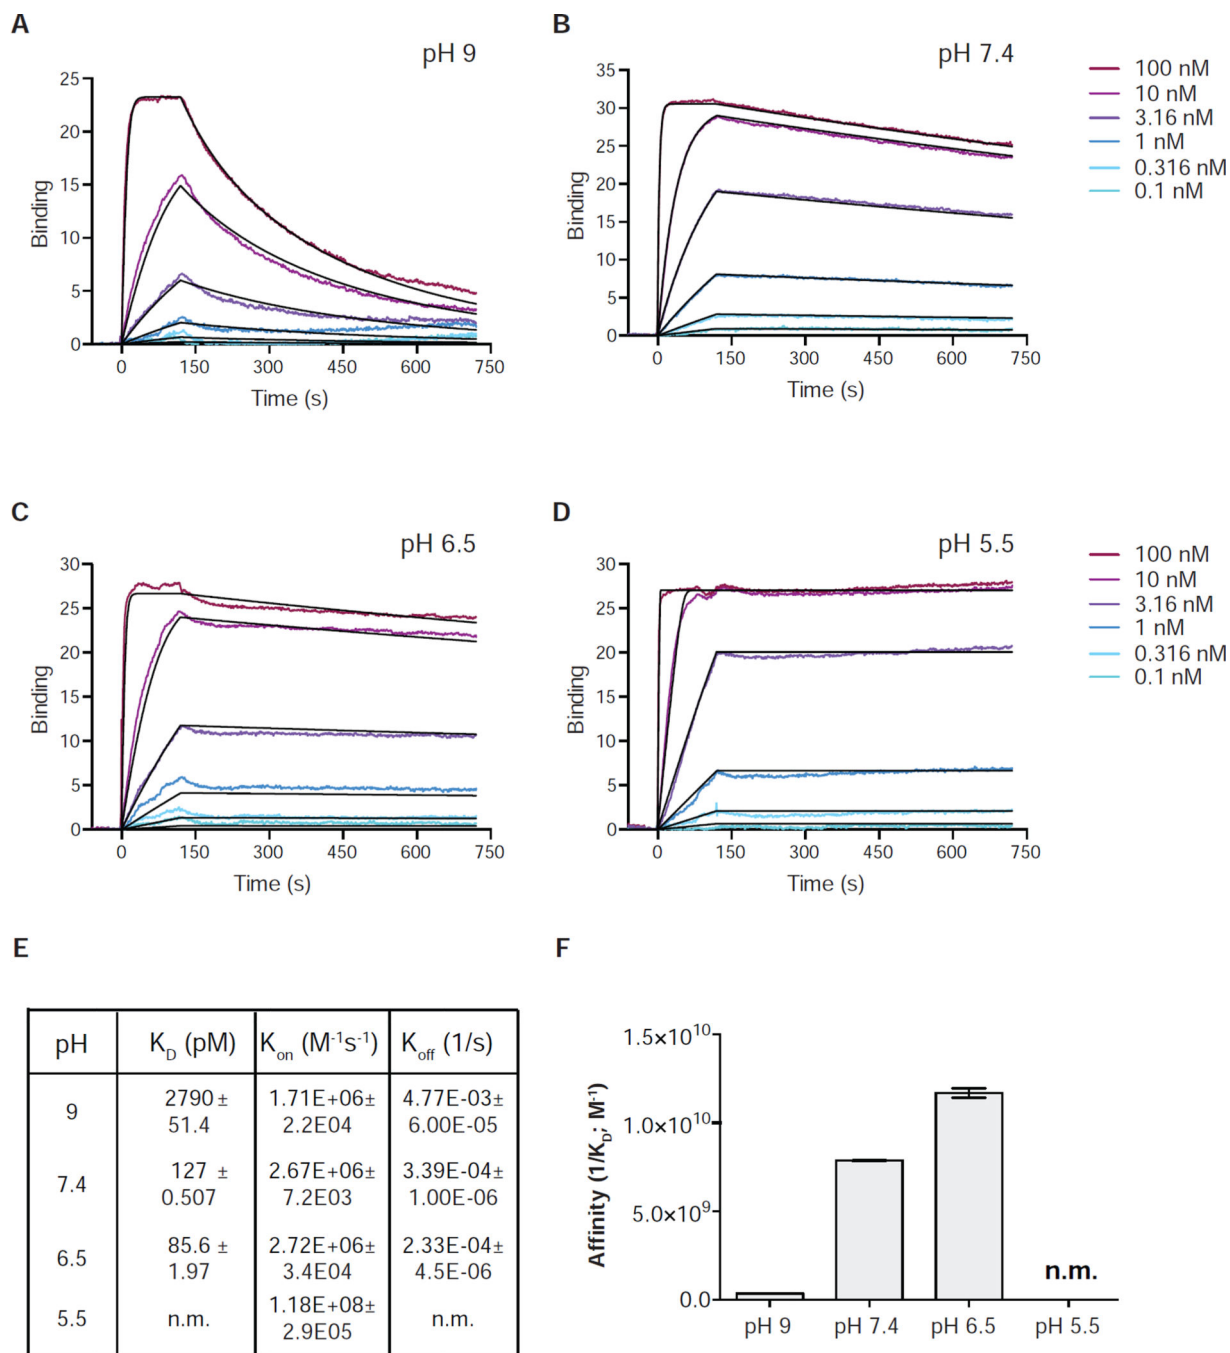 A
pH 9
25
20
15
10
5
0
Binding
0 150 300 450 600 750
Time (s)
B
pH 7.4
35
30
25
20
15
10
5
0
Binding
0 150 300 450 600 750
Time (s)
100 nM
10 nM
3.16 nM
1 nM
0.316 nM
0.1 nM
C
pH 6.5
30
25
20
15
10
5
0
Binding
0 150 300 450 600 750
Time (s)
D
pH 5.5
30
25
20
15
10
5
0
Binding
0 150 300 450 600 750
Time (s)
100 nM
10 nM
3.16 nM
1 nM
0.316 nM
0.1 nM
E
pH K_D (pM) K_on (M⁻¹s⁻¹) K_off (1/s)
9 2790 ± 51.4 1.71E+06± 2.2E04 4.77E-03± 6.00E-05
7.4 127 ± 0.507 2.67E+06± 7.2E03 3.39E-04± 1.00E-06
6.5 85.6 ± 1.97 2.72E+06± 3.4E04 2.33E-04± 4.5E-06
5.5 n.m. 1.18E+08± 2.9E05 n.m.
F
1.5×10¹⁰
1.0×10¹⁰
5.0×10⁹
0.0
Affinity (1/K_D; M⁻¹)
n.m.
pH 9 pH 7.4 pH 6.5 pH 5.5